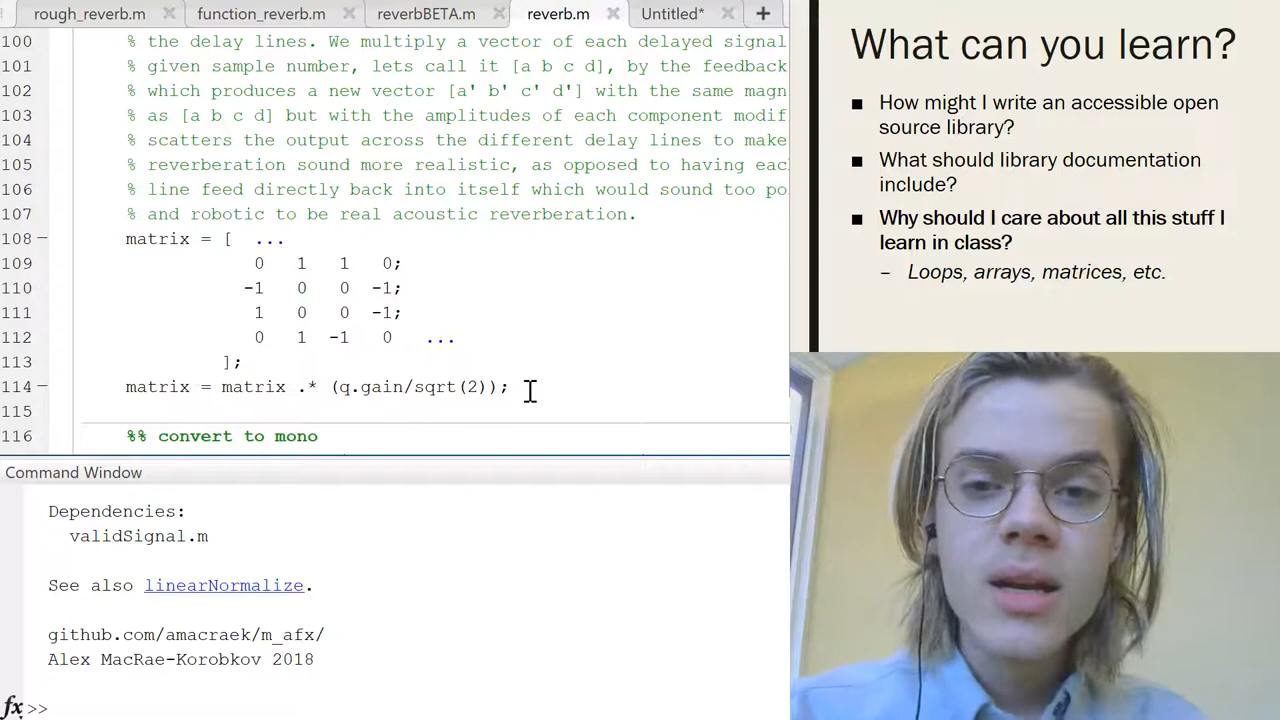 rough_reverb.m × function_reverb.m × reverbBETA.m × reverb.m × Untitled* × +
100 % the delay lines. We multiply a vector of each delayed signal
101 % given sample number, lets call it [a b c d], by the feedback
102 % which produces a new vector [a' b' c' d'] with the same magn
103 % as [a b c d] but with the amplitudes of each component modif
104 % scatters the output across the different delay lines to make
105 % reverberation sound more realistic, as opposed to having eac
106 % line feed directly back into itself which would sound too po
107 % and robotic to be real acoustic reverberation.
108 — matrix = [ ...
109 0 1 1 0;
110 -1 0 0 -1;
111 1 0 0 -1;
112 0 1 -1 0 ...
113 ];
114 — matrix = matrix .* (q.gain/sqrt(2));
115
116 %% convert to mono
Command Window
Dependencies:
validSignal.m
See also linearNormalize.
github.com/amacraek/m_afx/
Alex MacRae-Korobkov 2018
fx >>
What can you learn?
■ How might I write an accessible open
source library?
■ What should library documentation
include?
■ Why should I care about all this stuff I
learn in class?
– Loops, arrays, matrices, etc.